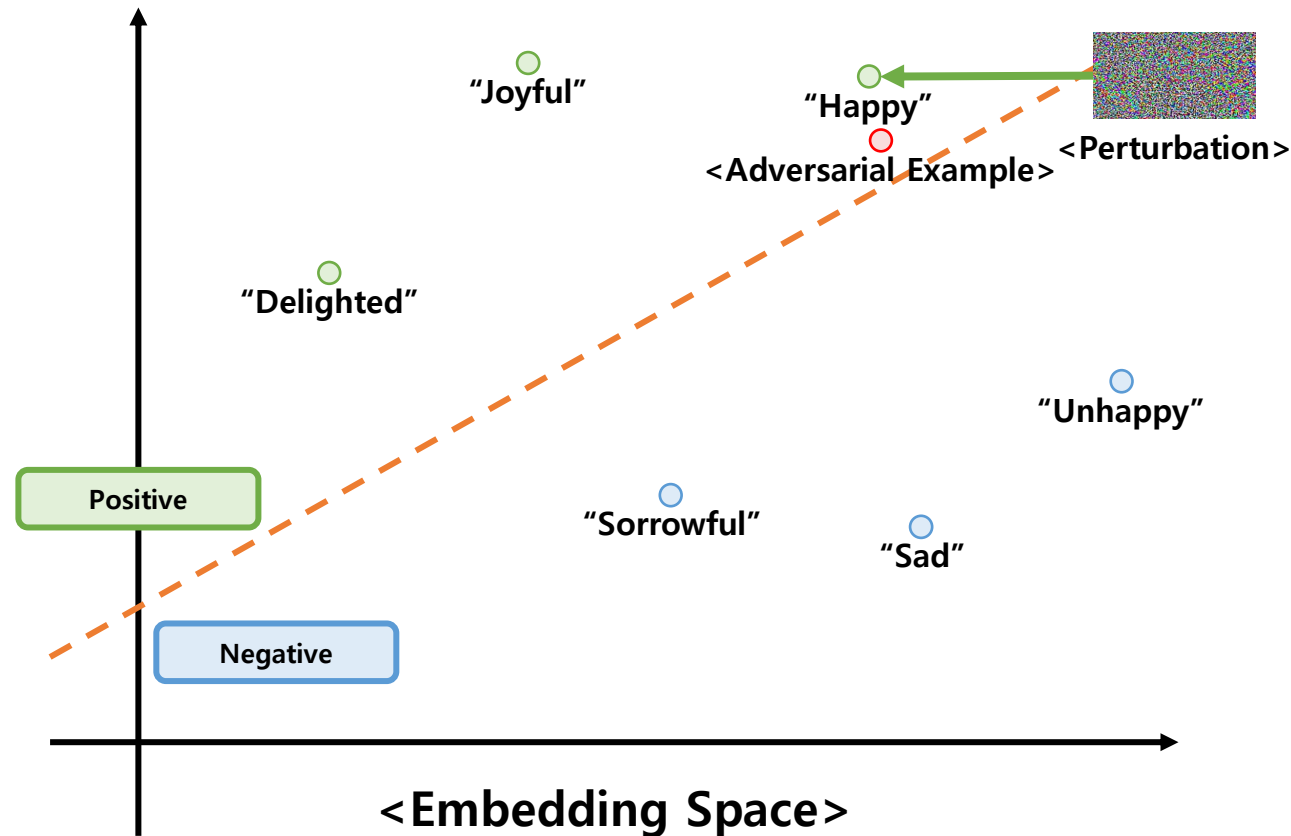 “Joyful”
“Happy”
<Perturbation>
<Adversarial Example>
“Delighted”
“Unhappy”
Positive
“Sorrowful”
“Sad”
Negative
<Embedding Space>